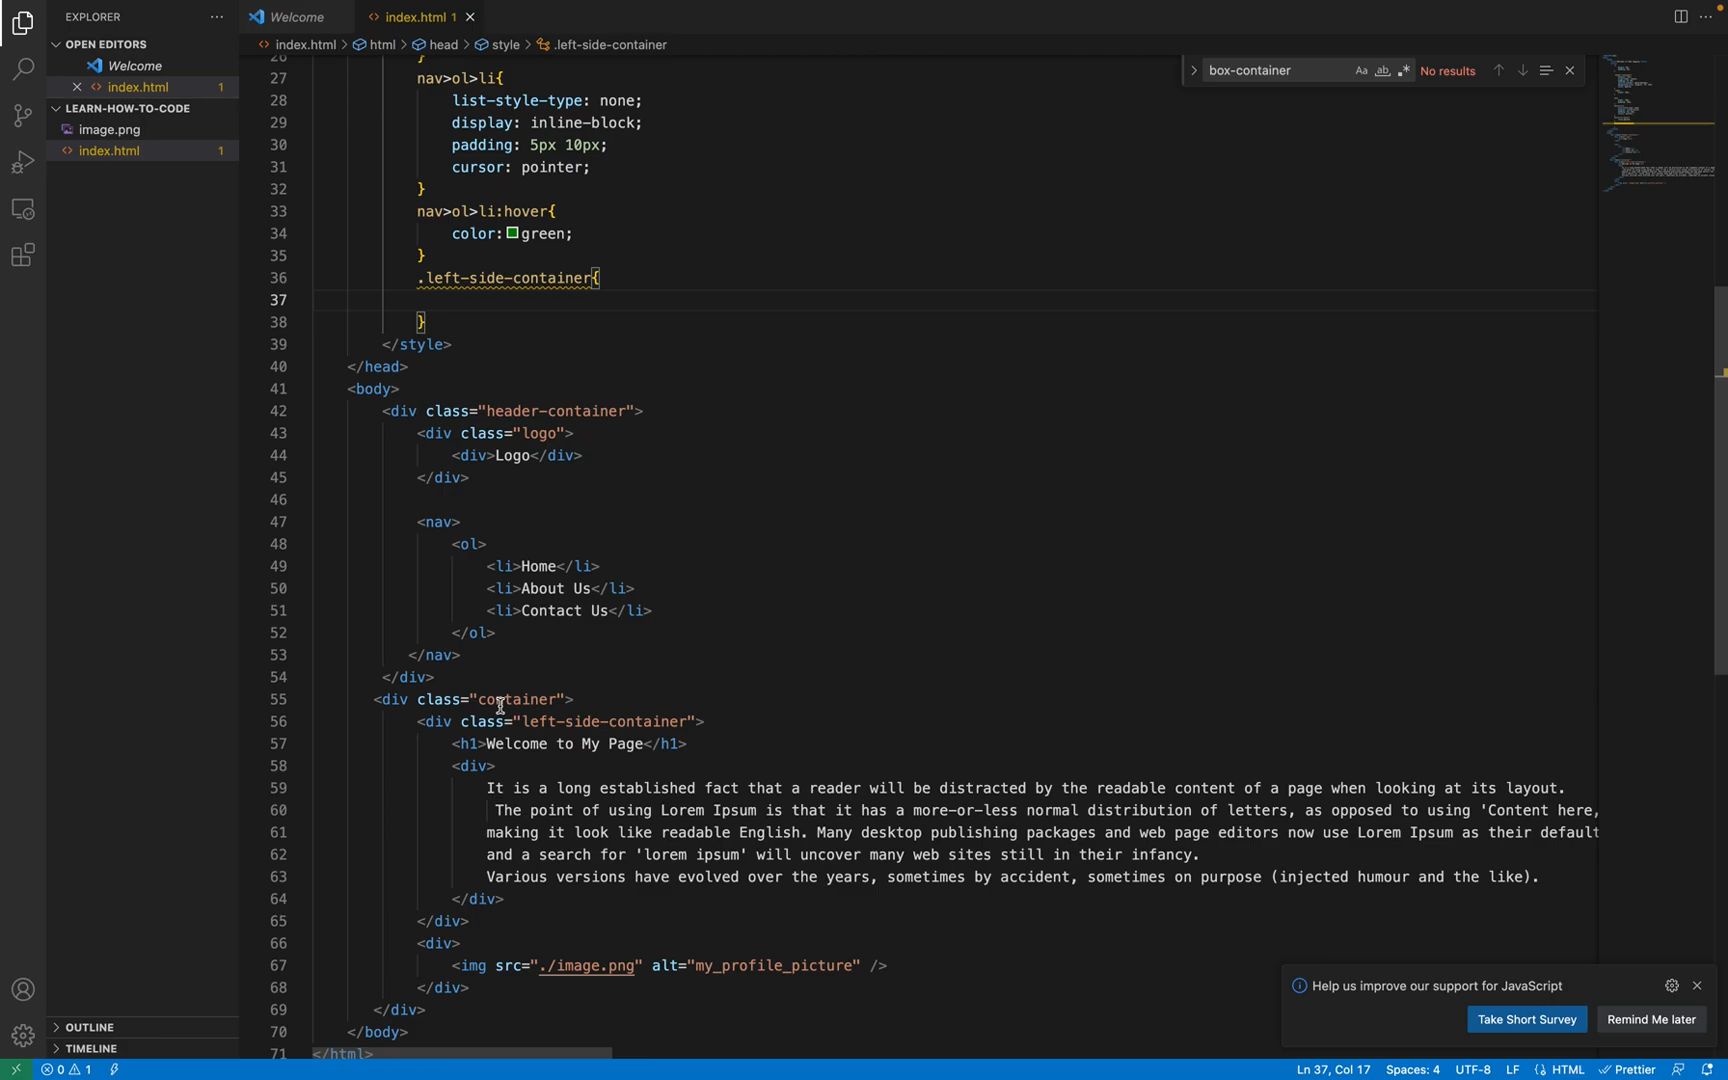 EXPLORER
OPEN EDITORS
Welcome
index.html 1
LEARN-HOW-TO-CODE
image.png
index.html 1
OUTLINE
TIMELINE
Welcome
index.html 1
index.html > html > head > style > .left-side-container
box-container Aa ab No results
26 }
27 nav>ol>li{
28 list-style-type: none;
29 display: inline-block;
30 padding: 5px 10px;
31 cursor: pointer;
32 }
33 nav>ol>li:hover{
34 color: green;
35 }
36 .left-side-container{
37
38 }
39 </style>
40 </head>
41 <body>
42 <div class="header-container">
43 <div class="logo">
44 <div>Logo</div>
45 </div>
46
47 <nav>
48 <ol>
49 <li>Home</li>
50 <li>About Us</li>
51 <li>Contact Us</li>
52 </ol>
53 </nav>
54 </div>
55 <div class="container">
56 <div class="left-side-container">
57 <h1>Welcome to My Page</h1>
58 <div>
59 It is a long established fact that a reader will be distracted by the readable content of a page when looking at its layout.
60 The point of using Lorem Ipsum is that it has a more-or-less normal distribution of letters, as opposed to using 'Content here,
61 making it look like readable English. Many desktop publishing packages and web page editors now use Lorem Ipsum as their default
62 and a search for 'lorem ipsum' will uncover many web sites still in their infancy.
63 Various versions have evolved over the years, sometimes by accident, sometimes on purpose (injected humour and the like).
64 </div>
65 </div>
66 <div>
67 <img src="./image.png" alt="my_profile_picture" />
68 </div>
69 </div>
70 </body>
71 </html>
Help us improve our support for JavaScript
Take Short Survey
Remind Me later
0 1
Ln 37, Col 17 Spaces: 4 UTF-8 LF HTML Prettier